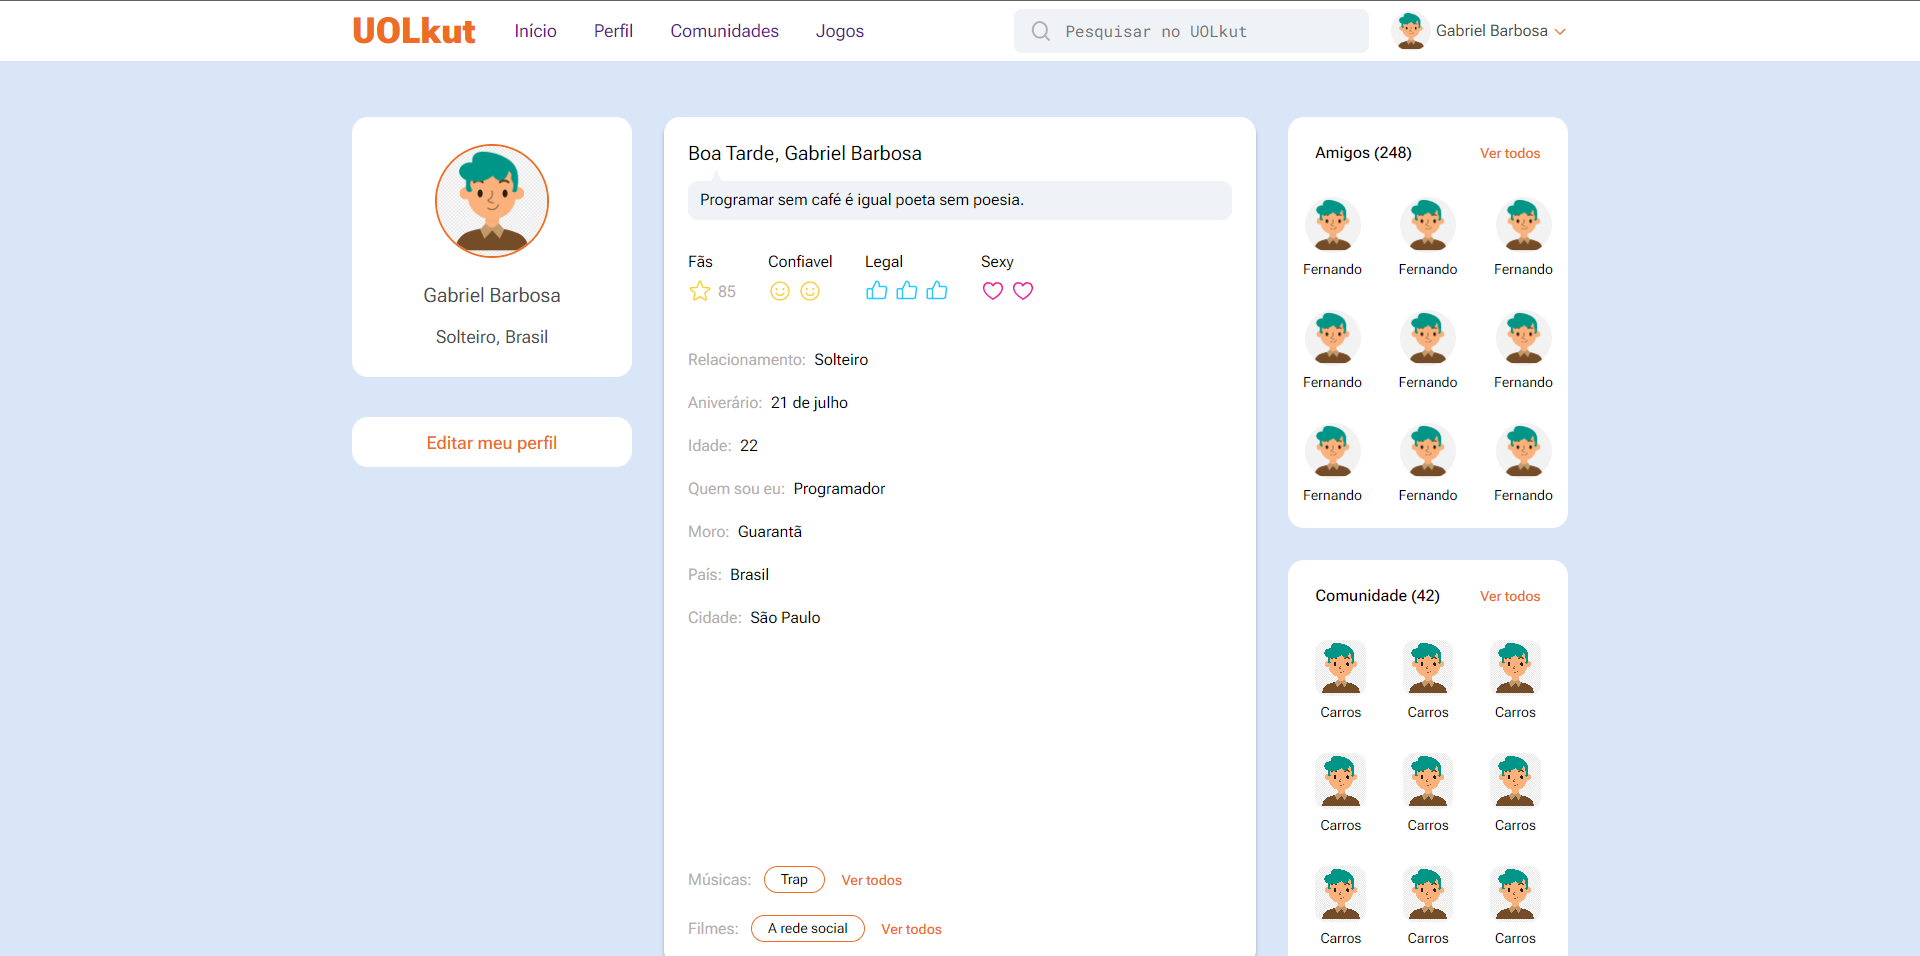 UOLkut Início Perfil Comunidades Jogos Pesquisar no UOLkut Gabriel Barbosa
Gabriel Barbosa
Solteiro, Brasil
Editar meu perfil
Boa Tarde, Gabriel Barbosa
Programar sem café é igual poeta sem poesia.
Fãs Confiavel Legal Sexy
85
Relacionamento: Solteiro
Aniverário: 21 de julho
Idade: 22
Quem sou eu: Programador
Moro: Guarantã
País: Brasil
Cidade: São Paulo
Músicas: Trap Ver todos
Filmes: A rede social Ver todos
Amigos (248) Ver todos
Fernando Fernando Fernando
Fernando Fernando Fernando
Fernando Fernando Fernando
Comunidade (42) Ver todos
Carros Carros Carros
Carros Carros Carros
Carros Carros Carros